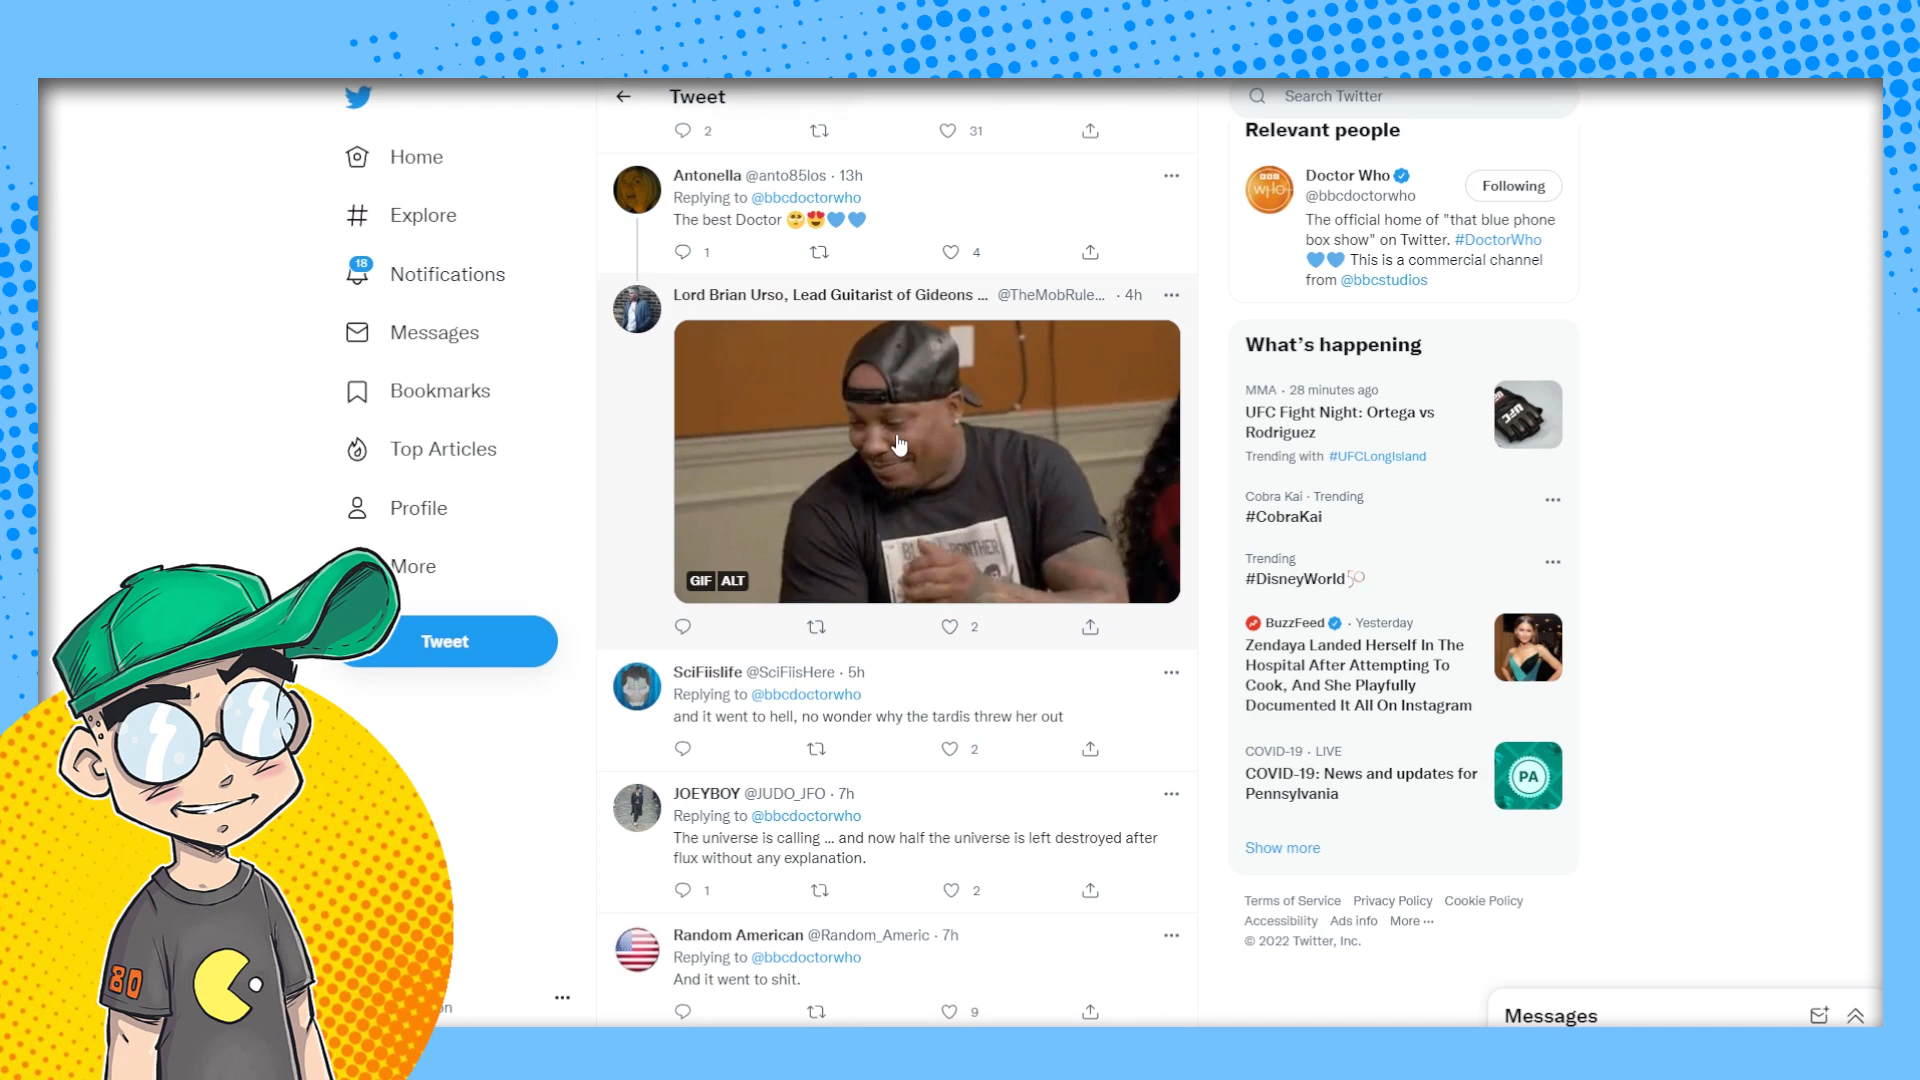 Home
Explore
18
Notifications
Messages
Bookmarks
Top Articles
Profile
More
Tweet
80
Tweet
2 31
Antonella @anto85los · 13h
Replying to @bbcdoctorwho
The best Doctor 🥺😍💙💙
1 4
Lord Brian Urso, Lead Guitarist of Gideons ... @TheMobRule... · 4h
GIF ALT
2
SciFiislife @SciFiisHere · 5h
Replying to @bbcdoctorwho
and it went to hell, no wonder why the tardis threw her out
2
JOEYBOY @JUDO_JFO · 7h
Replying to @bbcdoctorwho
The universe is calling ... and now half the universe is left destroyed after
flux without any explanation.
1 2
Random American @Random_Americ · 7h
Replying to @bbcdoctorwho
And it went to shit.
9
Search Twitter
Relevant people
BBC
WHO
Doctor Who
@bbcdoctorwho
Following
The official home of "that blue phone
box show" on Twitter. #DoctorWho
💙💙 This is a commercial channel
from @bbcstudios
What's happening
MMA · 28 minutes ago
UFC Fight Night: Ortega vs
Rodriguez
Trending with #UFCLongIsland
UFC
Cobra Kai · Trending
#CobraKai
Trending
#DisneyWorld
BuzzFeed · Yesterday
Zendaya Landed Herself In The
Hospital After Attempting To
Cook, And She Playfully
Documented It All On Instagram
COVID-19 · LIVE
COVID-19: News and updates for
Pennsylvania
PA
Show more
Terms of Service Privacy Policy Cookie Policy
Accessibility Ads info More ...
© 2022 Twitter, Inc.
Messages